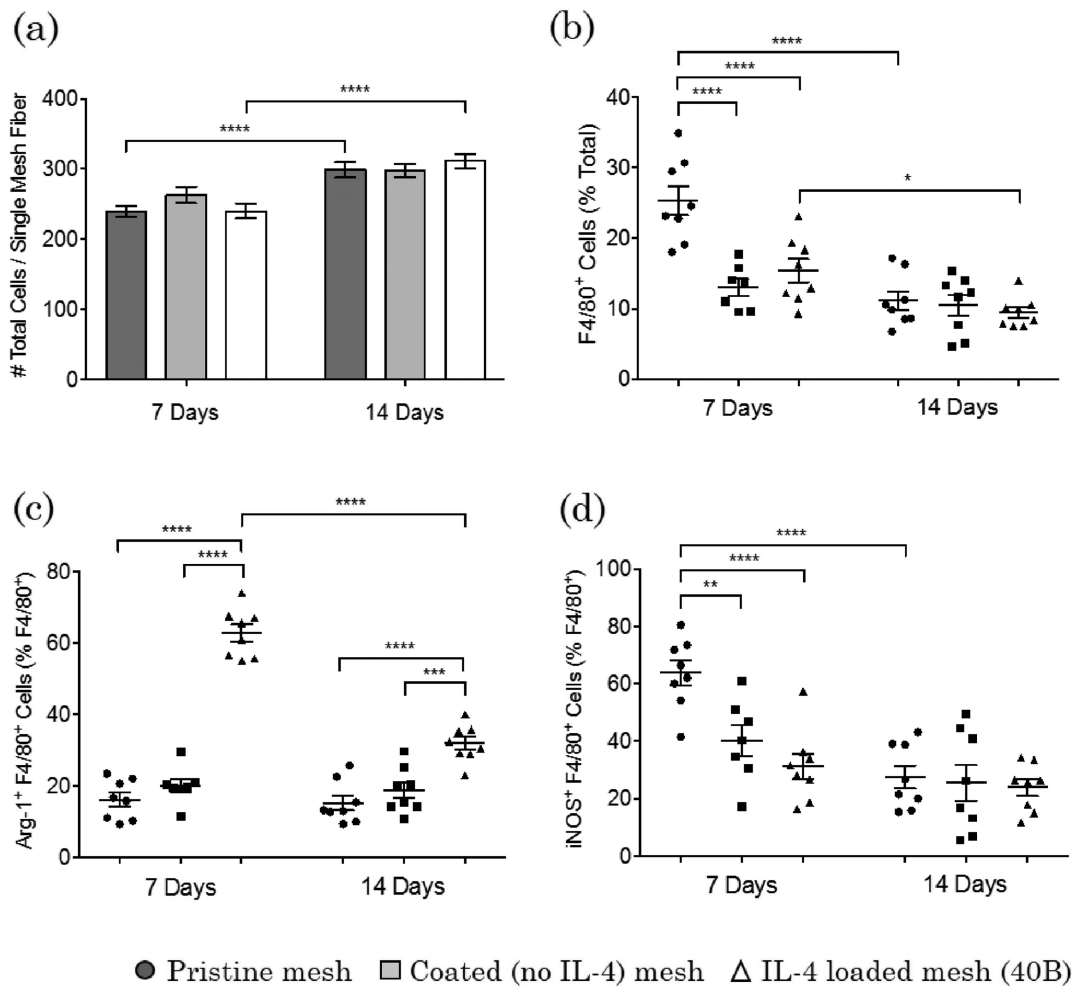 (a)
# Total Cells / Single Mesh Fiber
400
300
200
100
0
****
****
7 Days
14 Days
(b)
F4/80⁺ Cells (% Total)
40
30
20
10
0
****
****
****
*
7 Days
14 Days
(c)
Arg-1⁺ F4/80⁺ Cells (% F4/80⁺)
80
60
40
20
0
****
****
****
****
***
7 Days
14 Days
(d)
iNOS⁺ F4/80⁺ Cells (% F4/80⁺)
100
80
60
40
20
0
****
****
**
7 Days
14 Days
Pristine mesh Coated (no IL-4) mesh IL-4 loaded mesh (40B)